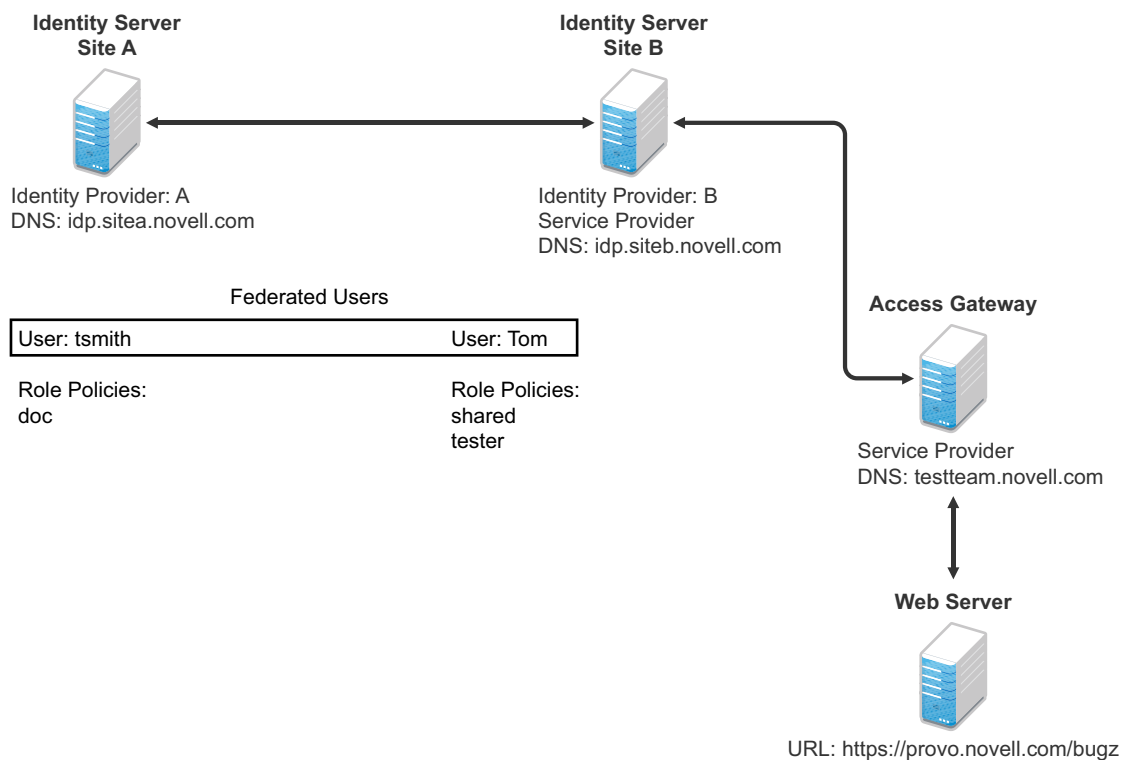 Identity Server
Site A
Identity Server
Site B
Identity Provider: A
DNS: idp.sitea.novell.com
Identity Provider: B
Service Provider
DNS: idp.siteb.novell.com
Federated Users
User: tsmith
User: Tom
Role Policies:
doc
Role Policies:
shared
tester
Access Gateway
Service Provider
DNS: testteam.novell.com
Web Server
URL: https://provo.novell.com/bugz